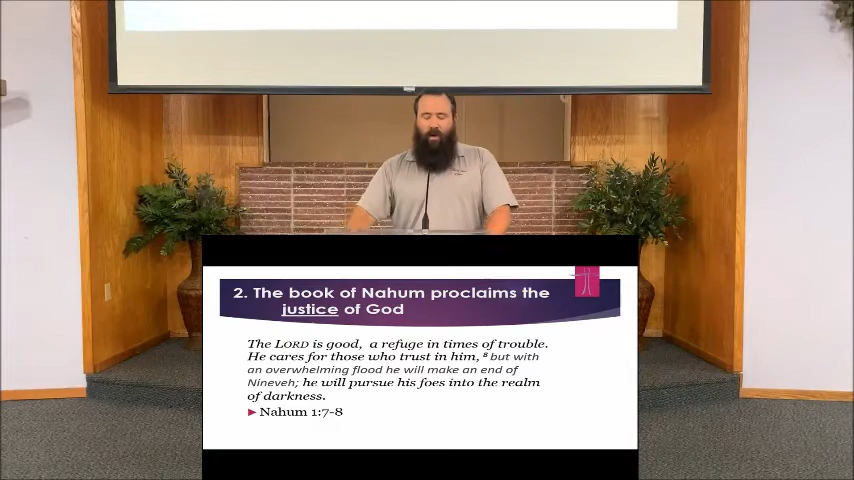 2. The book of Nahum proclaims the
justice of God
The LORD is good, a refuge in times of trouble.
He cares for those who trust in him, ⁸ but with
an overwhelming flood he will make an end of
Nineveh; he will pursue his foes into the realm
of darkness.
▶ Nahum 1:7-8